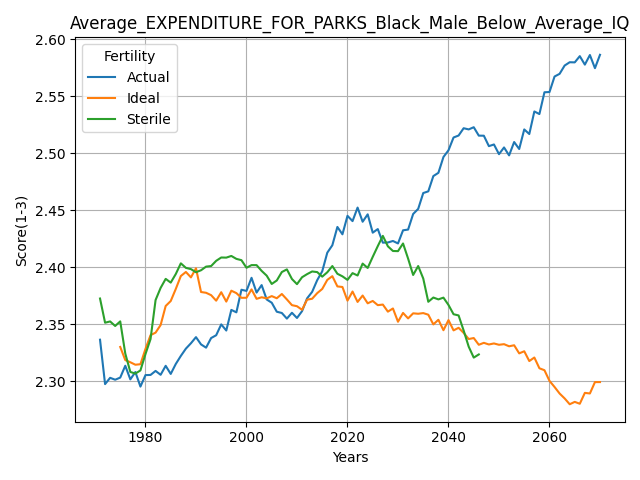 Average_EXPENDITURE_FOR_PARKS_Black_Male_Below_Average_IQ
2.60
2.55
2.50
2.45
2.40
2.35
2.30
Score(1-3)
Fertility
Actual
Ideal
Sterile
1980
2000
2020
2040
2060
Years